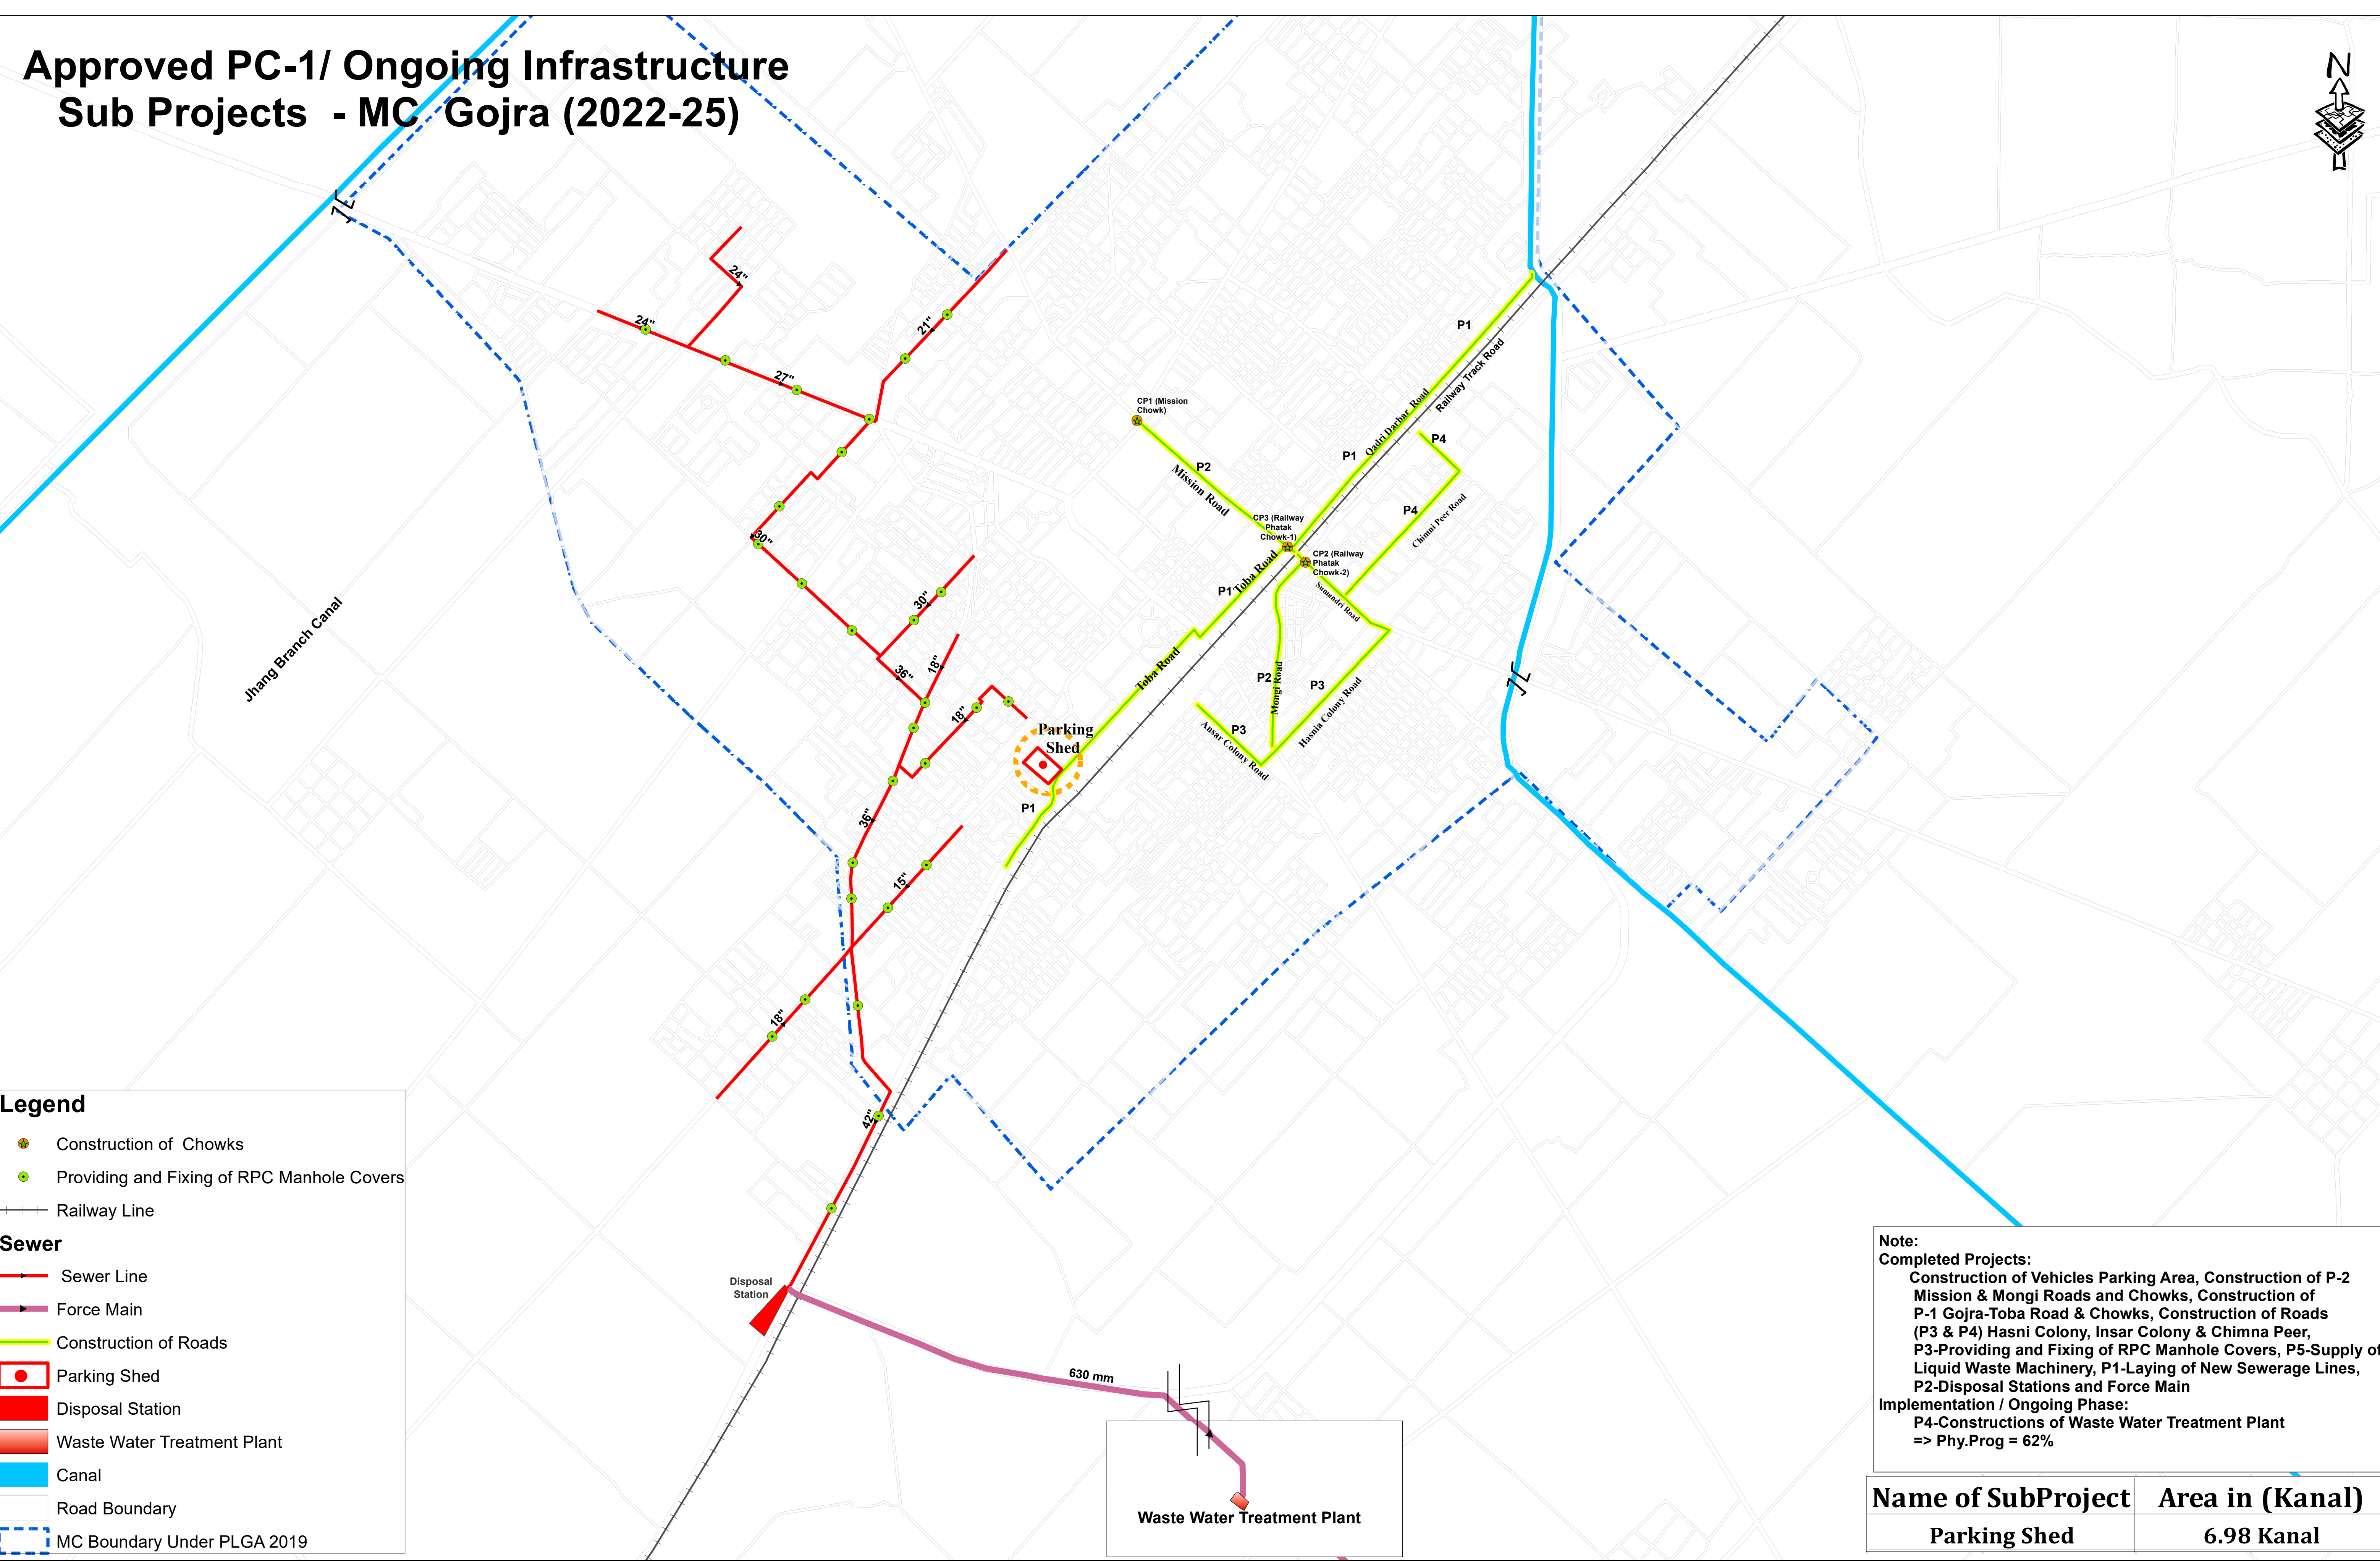 Approved PC-1/ Ongoing Infrastructure
Sub Projects - MC Gojra (2022-25)
N
24"
24"
27"
21"
30"
30"
36"
18"
18"
36"
15"
18"
42"
Jhang Branch Canal
CP1 (Mission
Chowk)
P2
Mission Road
P1
Railway Track Road
Qadri Darbar Road
P1
P4
P4
Chimni Peer Road
CP3 (Railway
Phatak
Chowk-1)
CP2 (Railway
Phatak
Chowk-2)
Sumandri Road
P1
Toba Road
Toba Road
P2
Mongi Road
P3
Hasnia Colony Road
P3
Ansar Colony Road
Parking
Shed
P1
Disposal
Station
630 mm
Waste Water Treatment Plant
Legend
Construction of Chowks
Providing and Fixing of RPC Manhole Covers
Railway Line
Sewer
Sewer Line
Force Main
Construction of Roads
Parking Shed
Disposal Station
Waste Water Treatment Plant
Canal
Road Boundary
MC Boundary Under PLGA 2019
Note:
Completed Projects:
Construction of Vehicles Parking Area, Construction of P-2
Mission & Mongi Roads and Chowks, Construction of
P-1 Gojra-Toba Road & Chowks, Construction of Roads
(P3 & P4) Hasni Colony, Insar Colony & Chimna Peer,
P3-Providing and Fixing of RPC Manhole Covers, P5-Supply of
Liquid Waste Machinery, P1-Laying of New Sewerage Lines,
P2-Disposal Stations and Force Main
Implementation / Ongoing Phase:
P4-Constructions of Waste Water Treatment Plant
=> Phy.Prog = 62%
Name of SubProject Area in (Kanal)
Parking Shed 6.98 Kanal